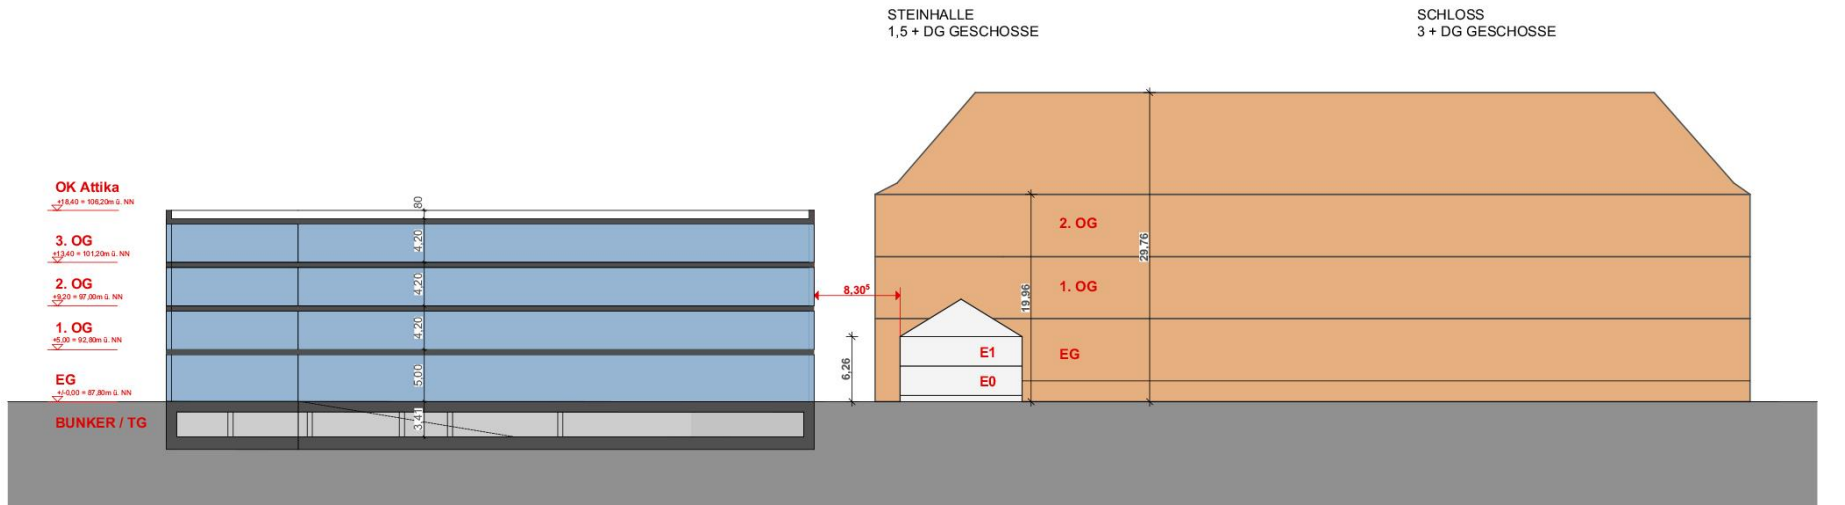 STEINHALLE
1,5 + DG GESCHOSSE
SCHLOSS
3 + DG GESCHOSSE
OK Attika
+18,40 = 106,20m ü. NN
3. OG
+13,40 = 101,20m ü. NN
2. OG
+9,20 = 97,00m ü. NN
1. OG
+5,00 = 92,80m ü. NN
EG
+/-0,00 = 87,80m ü. NN
BUNKER / TG
80
4,20
4,20
4,20
5,00
3,41
8,30⁵
6,26
E1
E0
19,96
29,76
2. OG
1. OG
EG